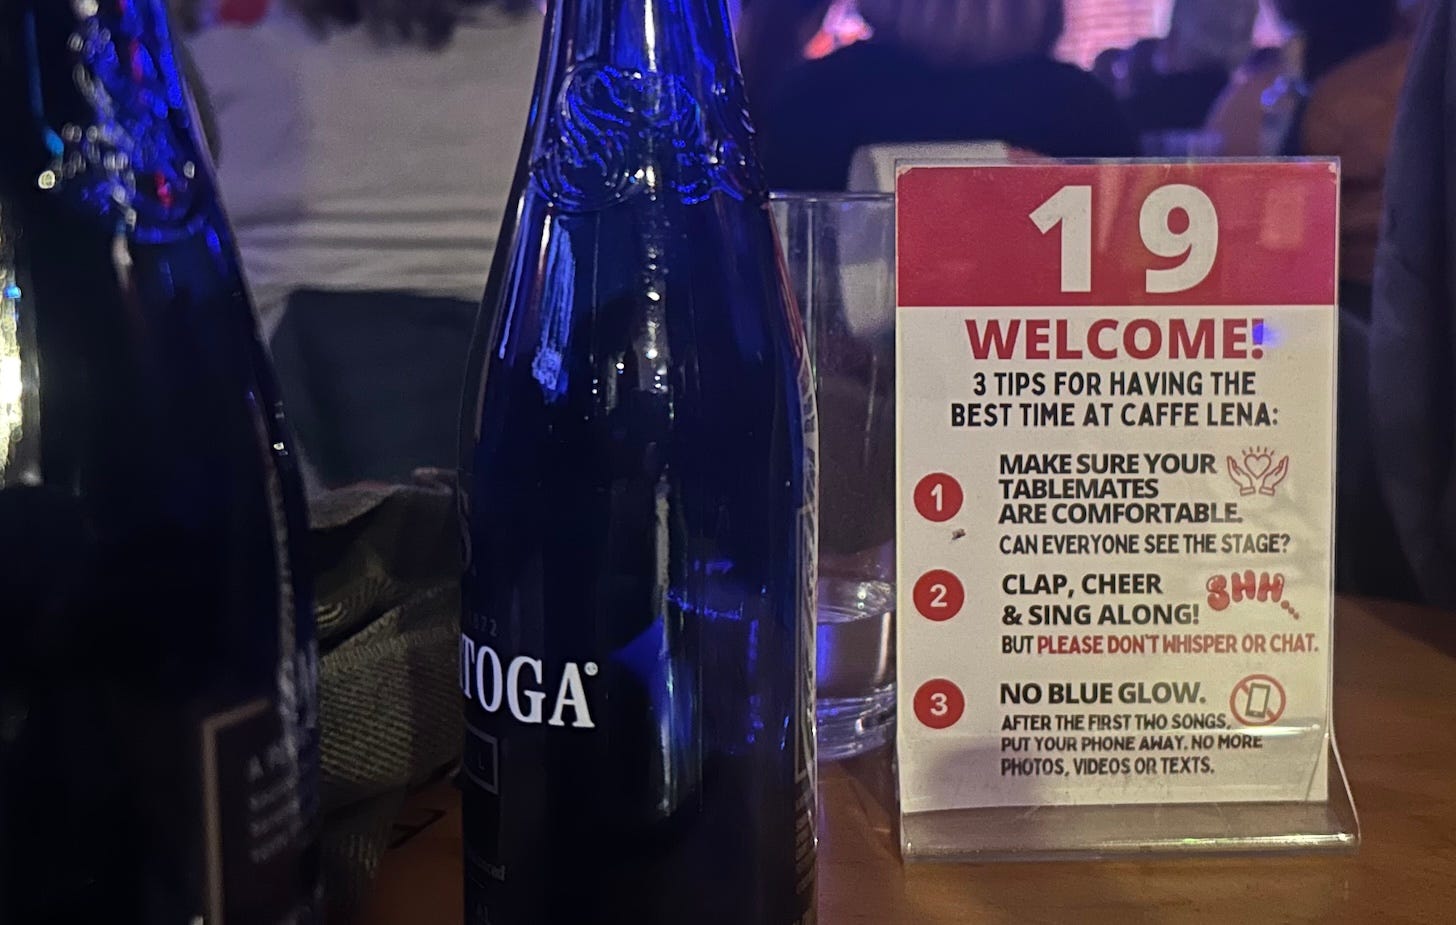 TOGA®
19
WELCOME!
3 TIPS FOR HAVING THE
BEST TIME AT CAFFE LENA:
1
MAKE SURE YOUR
TABLEMATES
ARE COMFORTABLE.
CAN EVERYONE SEE THE STAGE?
2
CLAP, CHEER
& SING ALONG!
SHH...
BUT PLEASE DON'T WHISPER OR CHAT.
3
NO BLUE GLOW.
AFTER THE FIRST TWO SONGS,
PUT YOUR PHONE AWAY. NO MORE
PHOTOS, VIDEOS OR TEXTS.